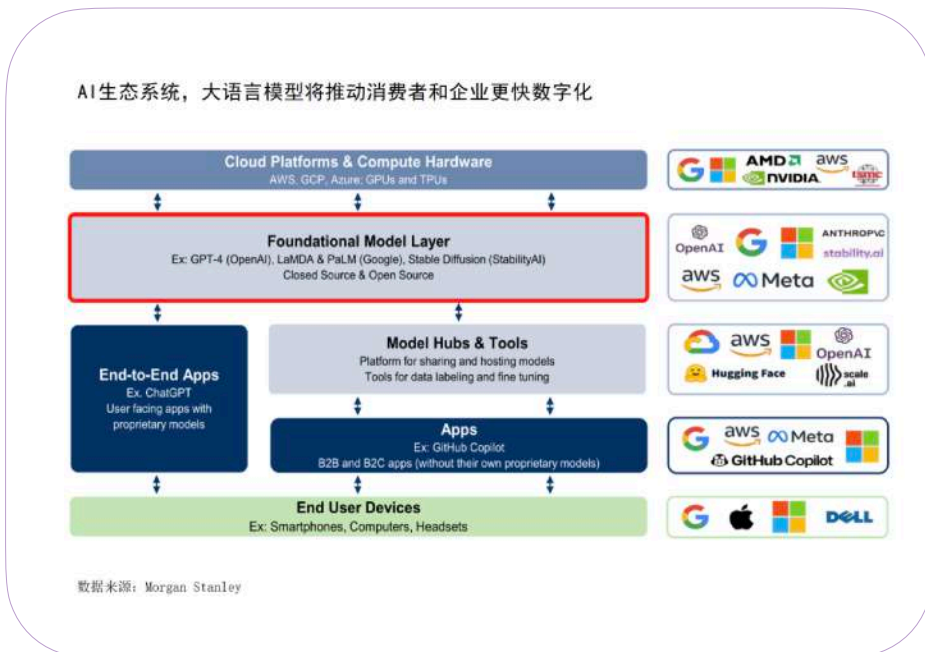 AI生态系统，大语言模型将推动消费者和企业更快数字化
Cloud Platforms & Compute Hardware
AWS, GCP, Azure; GPUs and TPUs
AMD aws
NVIDIA tsmc
Foundational Model Layer
Ex: GPT-4 (OpenAI), LaMDA & PaLM (Google), Stable Diffusion (StabilityAI)
Closed Source & Open Source
OpenAI ANTHROP\C
stability.ai
aws Meta
End-to-End Apps
Ex. ChatGPT
User facing apps with
proprietary models
Model Hubs & Tools
Platform for sharing and hosting models
Tools for data labeling and fine tuning
aws OpenAI
Hugging Face scale
.ai
Apps
Ex: GitHub Copilot
B2B and B2C apps (without their own proprietary models)
aws Meta
GitHub Copilot
End User Devices
Ex: Smartphones, Computers, Headsets
DELL
数据来源：Morgan Stanley